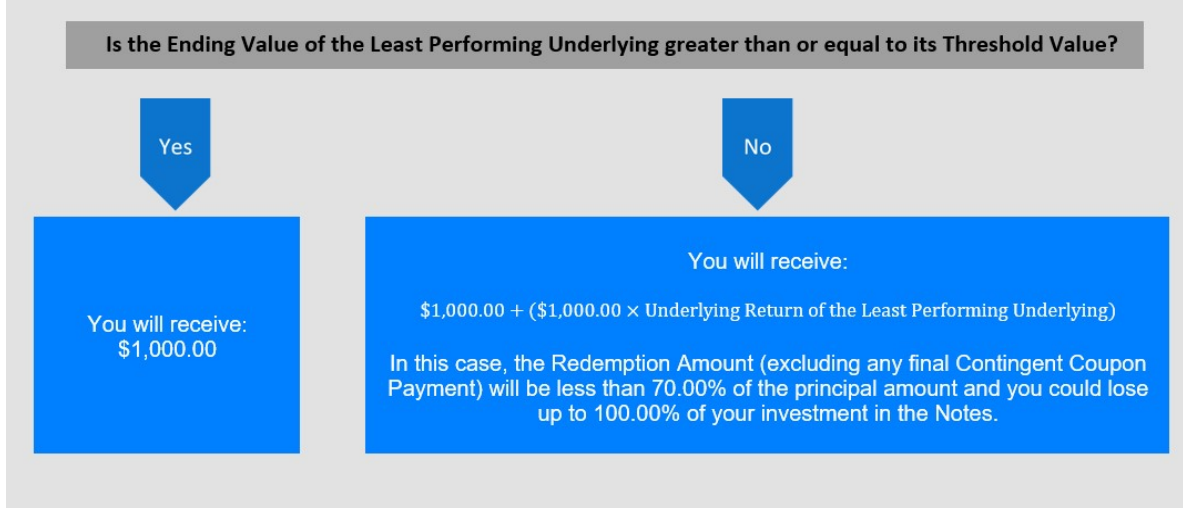 Is the Ending Value of the Least Performing Underlying greater than or equal to its Threshold Value?
Yes
No
You will receive:
$1,000.00
You will receive:
$1,000.00 + ($1,000.00 × Underlying Return of the Least Performing Underlying)
In this case, the Redemption Amount (excluding any final Contingent Coupon
Payment) will be less than 70.00% of the principal amount and you could lose
up to 100.00% of your investment in the Notes.